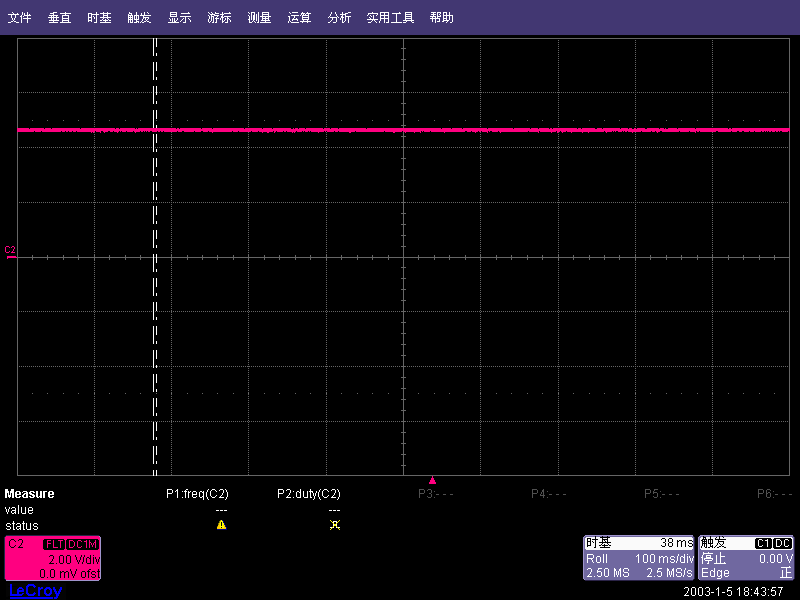 文件 垂直 时基 触发 显示 游标 测量 运算 分析 实用工具 帮助
C2
Measure P1:freq(C2) P2:duty(C2) P3:- - - P4:- - - P5:- - - P6:- - -
value --- ---
status
C2 FLT DC1M
2.00 V/div
0.0 mV ofst
时基 38 ms
Roll 100 ms/div
2.50 MS 2.5 MS/s
触发 C1 DC
停止 0.00 V
Edge 正
LeCroy
2003-1-5 18:43:57